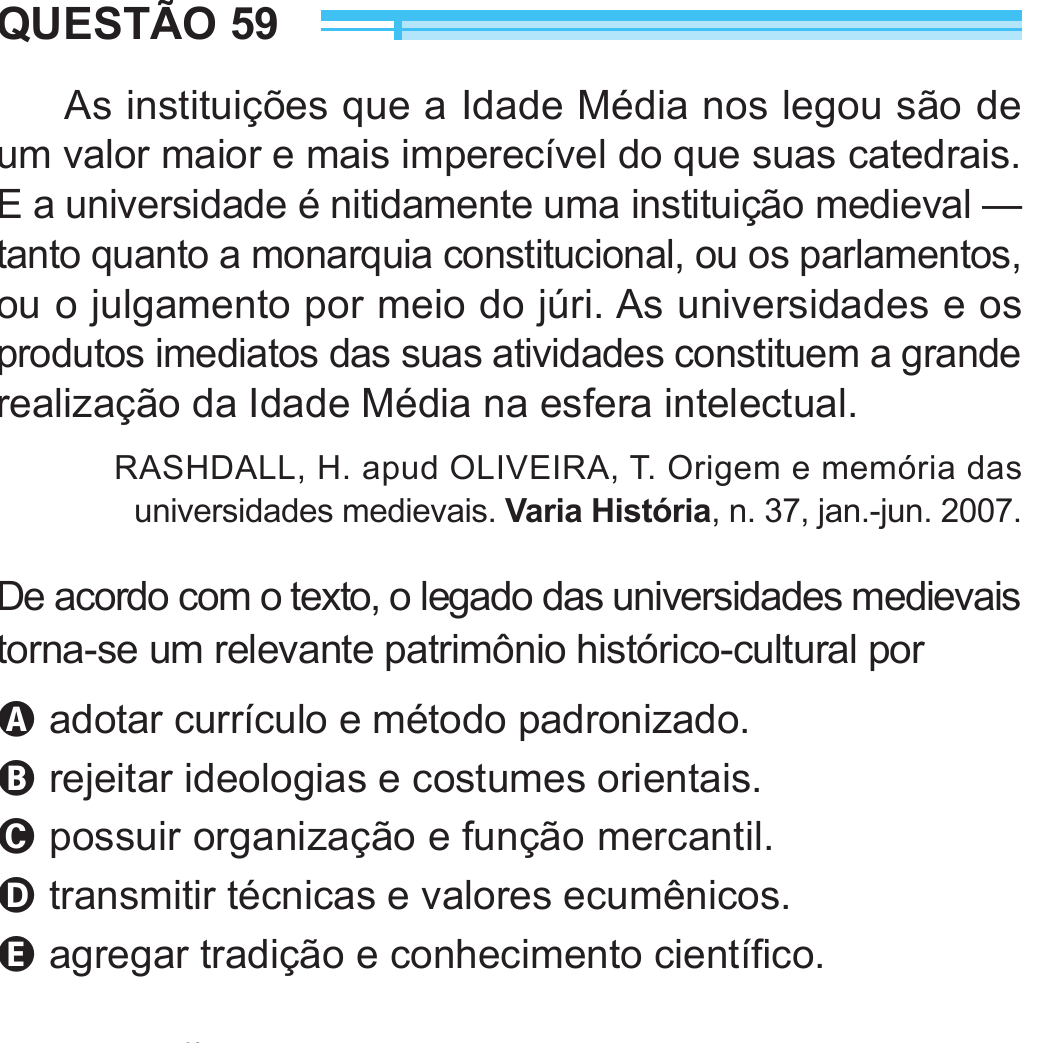 QUESTÃO 59
As instituições que a Idade Média nos legou são de
um valor maior e mais imperecível do que suas catedrais.
E a universidade é nitidamente uma instituição medieval —
tanto quanto a monarquia constitucional, ou os parlamentos,
ou o julgamento por meio do júri. As universidades e os
produtos imediatos das suas atividades constituem a grande
realização da Idade Média na esfera intelectual.
RASHDALL, H. apud OLIVEIRA, T. Origem e memória das
universidades medievais. Varia História, n. 37, jan.-jun. 2007.
De acordo com o texto, o legado das universidades medievais
torna-se um relevante patrimônio histórico-cultural por
A adotar currículo e método padronizado.
B rejeitar ideologias e costumes orientais.
C possuir organização e função mercantil.
D transmitir técnicas e valores ecumênicos.
E agregar tradição e conhecimento científico.